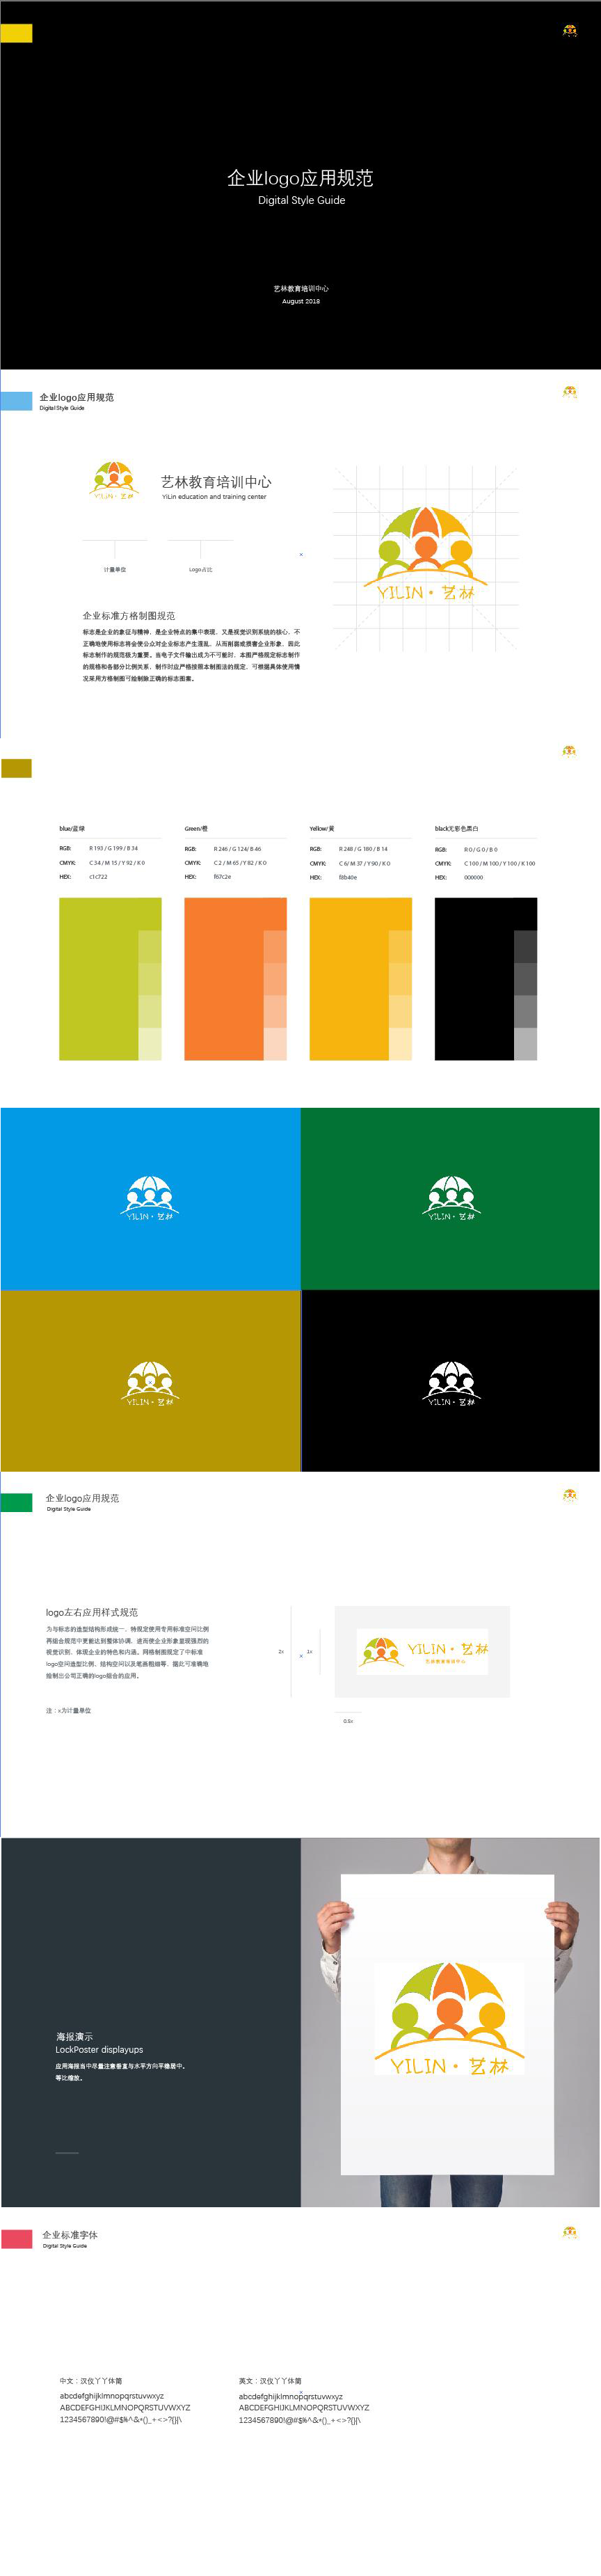 企业logo应用规范
Digital Style Guide
艺林教育培训中心
August 2018
企业logo应用规范
Digital Style Guide
YILIN·艺林
艺林教育培训中心
YiLin education and training center
计量单位
Logo占比
×
YILIN·艺林
企业标准方格制图规范
标志是企业的象征与精神，是企业特点的集中表现，又是视觉识别系统的核心，不
正确地使用标志将会使公众对企业标志产生混乱，从而削弱或损害企业形象，因此
标志制作的规范极为重要。当电子文件输出成为不可能时，本图严格规定标志制作
的规格和各部分比例关系，制作时应严格按照本制图法的规定，可根据具体使用情
况采用方格制图可绘制除正确的标志图案。
blue/蓝绿
RGB: R 193 / G 199 / B 34
CMYK: C 34 / M 15 / Y 92 / K 0
HEX: c1c722
Green/橙
RGB: R 246 / G 124/ B 46
CMYK: C 2 / M 65 / Y 82 / K O
HEX: f67c2e
Yellow/黄
RGB: R 248 / G 180 / B 14
CMYK: C 6/ M 37 / Y 90 / K O
HEX: f8b40e
black无彩色黑白
RGB: R 0 / G 0 / B 0
CMYK: C 100 / M 100 / Y 100 / K 100
HEX: 000000
YILIN·艺林
YILIN·艺林
YILIN·艺林
YILIN·艺林
企业logo应用规范
Digital Style Guide
logo左右应用样式规范
为与标志的造型结构形成统一，特规定使用专用标准空间比例
再组合规范中更能达到整体协调，进而使企业形象呈现强烈的
视觉识别，体现企业的特色和内涵。网格制图规定了中标准
logo空间造型比例、结构空间以及笔画粗细等，据此可准确地
绘制出公司正确的logo组合的应用。
注：x为计量单位
2x
×
1x
YILIN·艺林
艺林教育培训中心
0.5x
海报演示
LockPoster displayups
应用海报当中尽量注意垂直与水平方向平稳居中。
等比缩放。
YILIN·艺林
企业标准字体
Digital Style Guide
中文：汉仪丫丫体简
abcdefghijklmnopqrstuvwxyz
ABCDEFGHIJKLMNOPQRSTUVWXYZ
1234567890!@#$%^&*()_+<>?{}{\
英文：汉仪丫丫体简
abcdefghijklmnopqrstuvwxyz
ABCDEFGHIJKLMNOPQRSTUVWXYZ
1234567890!@#$%^&*()_+<>?{}{\